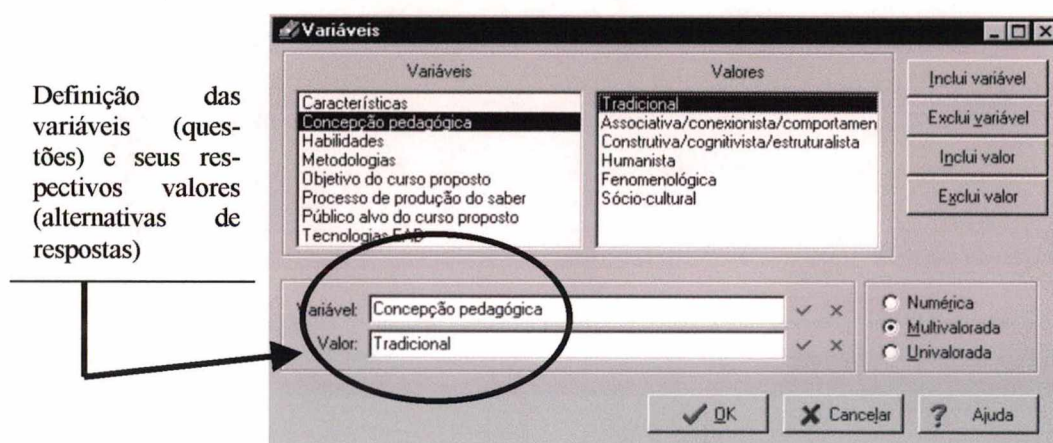 Definição das
variáveis (ques-
tões) e seus res-
pectivos valores
(alternativas de
respostas)
Variáveis
Variáveis
Características
Concepção pedagógica
Habilidades
Metodologias
Objetivo do curso proposto
Processo de produção do saber
Público alvo do curso proposto
Tecnologias EAD
Valores
Tradicional
Associativa/conexionista/comportamen
Construtiva/cognitivista/estruturalista
Humanista
Fenomenológica
Sócio-cultural
Inclui variável
Exclui variável
Inclui valor
Exclui valor
Variável: Concepção pedagógica
Valor: Tradicional
Numérica
Multivalorada
Univalorada
OK
Cancelar
Ajuda